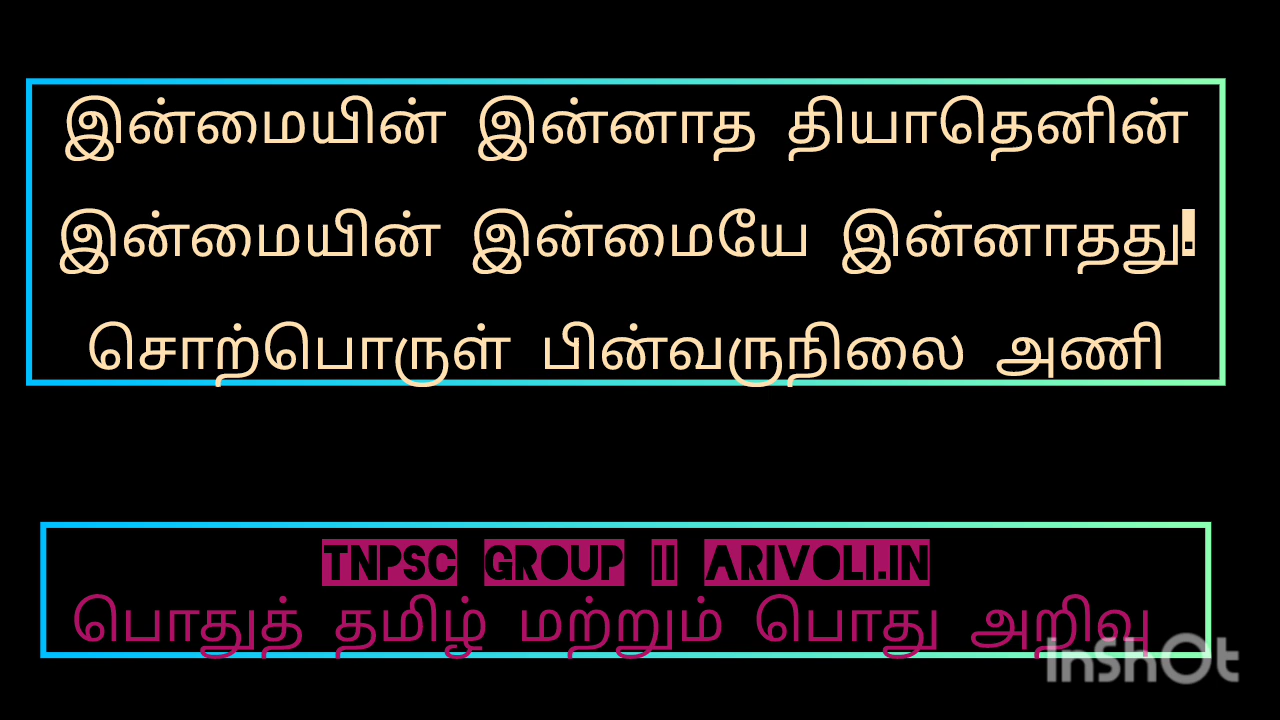 இன்மையின் இன்னாத தியாதெனின்
இன்மையின் இன்மையே இன்னாதது!
சொற்பொருள் பின்வருநிலை அணி
TNPSC GROUP II ARIVOLI.IN
பொதுத் தமிழ் மற்றும் பொது அறிவு
InShOt